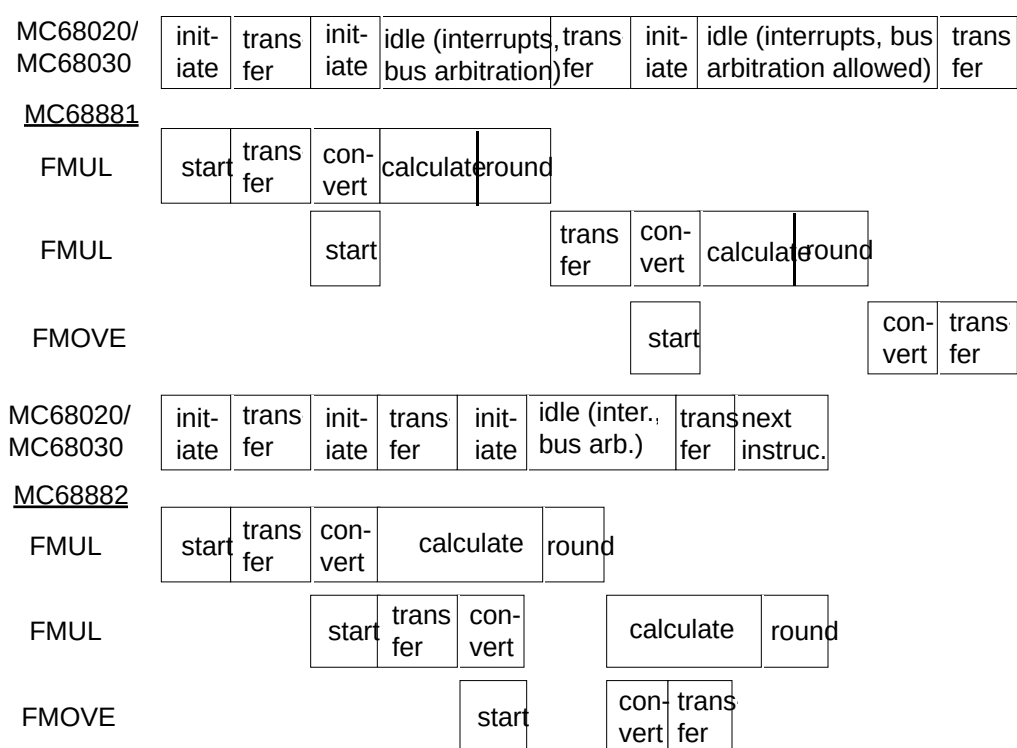 MC68020/
MC68030
init-
iate
trans
fer
init-
iate
idle (interrupts,
bus arbitration)
trans
fer
init-
iate
idle (interrupts, bus
arbitration allowed)
trans
fer
MC68881
FMUL
start
trans
fer
con-
vert
calculate
round
FMUL
start
trans
fer
con-
vert
calculate
round
FMOVE
start
con-
vert
trans-
fer
MC68020/
MC68030
init-
iate
trans
fer
init-
iate
trans-
fer
init-
iate
idle (inter.,
bus arb.)
trans
fer
next
instruc.
MC68882
FMUL
start
trans
fer
con-
vert
calculate
round
FMUL
start
trans
fer
con-
vert
calculate
round
FMOVE
start
con-
vert
trans-
fer